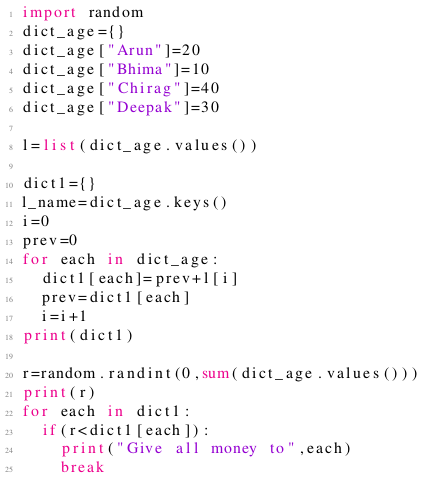 1 import random
2 dict_age={}
3 dict_age["Arun"]=20
4 dict_age["Bhima"]=10
5 dict_age["Chirag"]=40
6 dict_age["Deepak"]=30
7
8 l=list(dict_age.values())
9
10 dict1={}
11 l_name=dict_age.keys()
12 i=0
13 prev=0
14 for each in dict_age:
15   dict1[each]=prev+l[i]
16   prev=dict1[each]
17   i=i+1
18 print(dict1)
19
20 r=random.randint(0,sum(dict_age.values()))
21 print(r)
22 for each in dict1:
23   if(r<dict1[each]):
24     print("Give all money to",each)
25     break